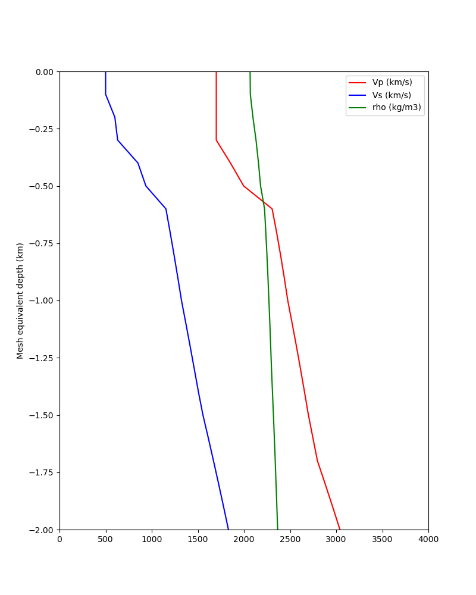 0.00
−0.25
−0.50
−0.75
−1.00
−1.25
−1.50
−1.75
−2.00
Mesh equivalent depth (km)
Vp (km/s)
Vs (km/s)
rho (kg/m3)
0 500 1000 1500 2000 2500 3000 3500 4000